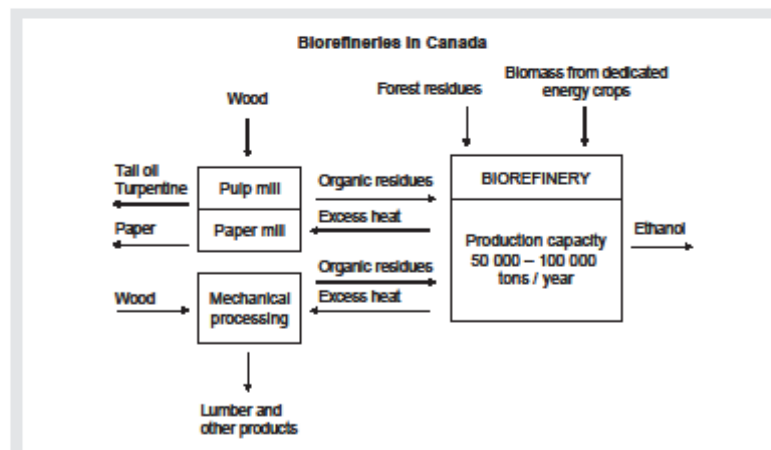 Biorefineries in Canada
Wood
Forest residues
Biomass from dedicated
energy crops
Tall oil
Turpentine
Pulp mill
Organic residues
BIOREFINERY
Paper
Paper mill
Excess heat
Production capacity
50 000 – 100 000
tons / year
Ethanol
Organic residues
Wood
Mechanical
processing
Excess heat
Lumber and
other products